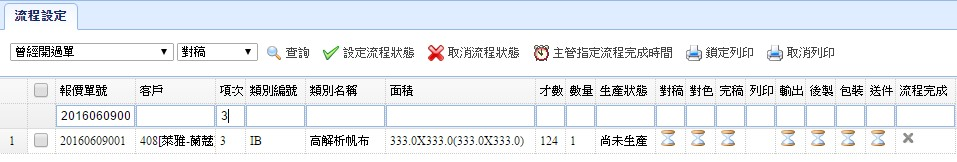 流程設定
曾經開過單 對稿 查詢 設定流程狀態 取消流程狀態 主管指定流程完成時間 鎖定列印 取消列印
報價單號 客戶 項次 類別編號 類別名稱 面積 才數 數量 生產狀態 對稿 對色 完稿 列印 輸出 後製 包裝 送件 流程完成
2016060900 3
1 20160609001 408[萊雅-蘭蔻 3 IB 高解析帆布 333.0X333.0(333.0X333.0) 124 1 尚未生產